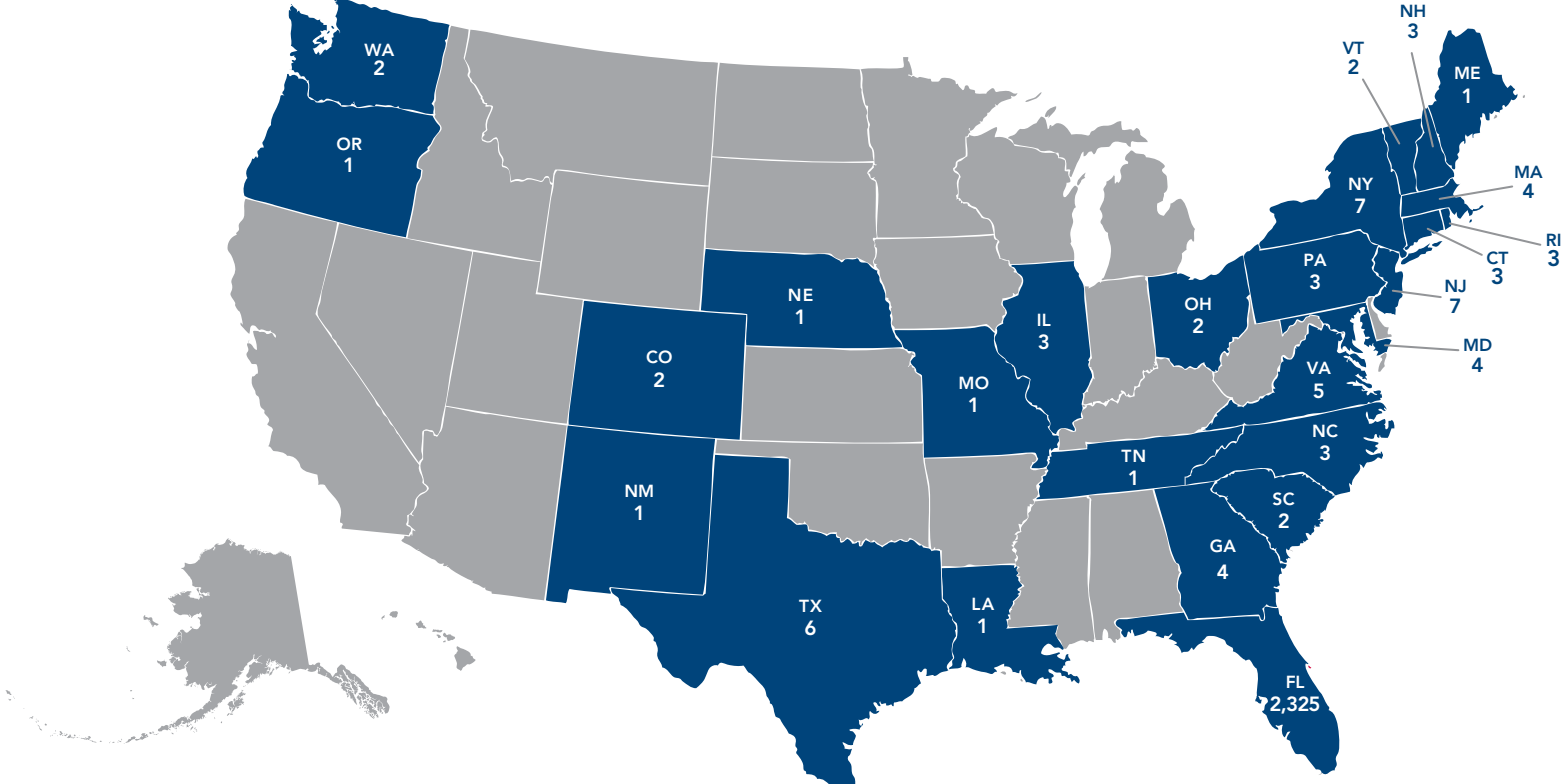 NH
3
VT
2
WA
2
ME
1
OR
1
MA
4
NY
7
RI
3
CT
3
PA
3
NJ
7
NE
1
OH
2
IL
3
MD
4
CO
2
VA
5
MO
1
NC
3
TN
1
NM
1
SC
2
GA
4
TX
6
LA
1
FL
2,325